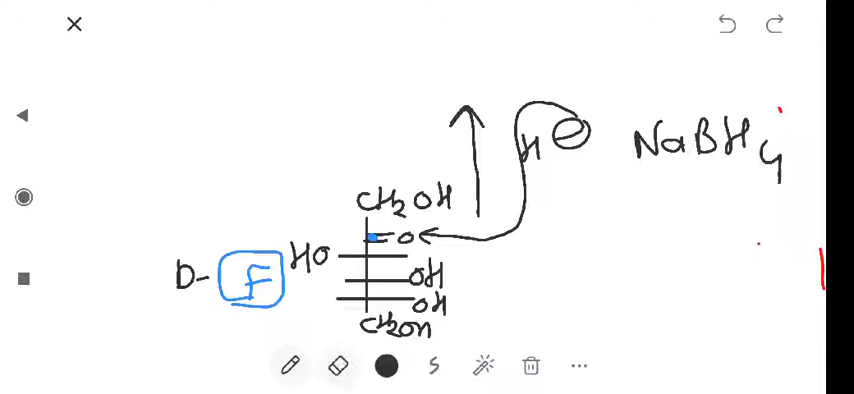 H⊖ NaBH4
CH2OH
=O
HO
OH
D- F
OH
CH2OH